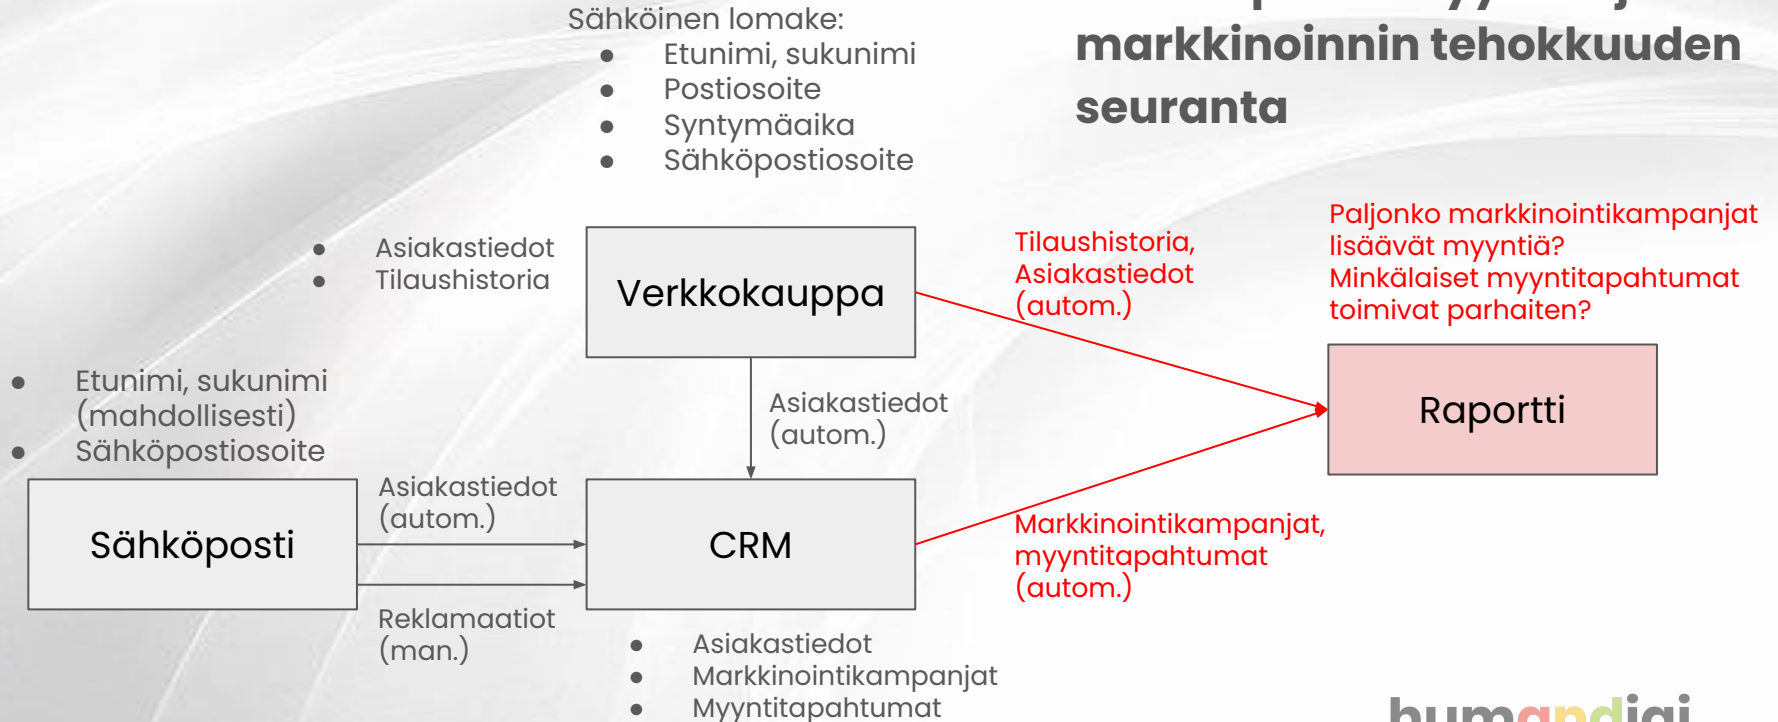 markkinoinnin tehokkuuden
seuranta
Sähköinen lomake:
● Etunimi, sukunimi
● Postiosoite
● Syntymäaika
● Sähköpostiosoite
● Asiakastiedot
● Tilaushistoria
Verkkokauppa
Tilaushistoria,
Asiakastiedot
(autom.)
Paljonko markkinointikampanjat
lisäävät myyntiä?
Minkälaiset myyntitapahtumat
toimivat parhaiten?
Raportti
● Etunimi, sukunimi
(mahdollisesti)
● Sähköpostiosoite
Asiakastiedot
(autom.)
Sähköposti
Asiakastiedot
(autom.)
Reklamaatiot
(man.)
CRM
Markkinointikampanjat,
myyntitapahtumat
(autom.)
● Asiakastiedot
● Markkinointikampanjat
● Myyntitapahtumat
humandigi